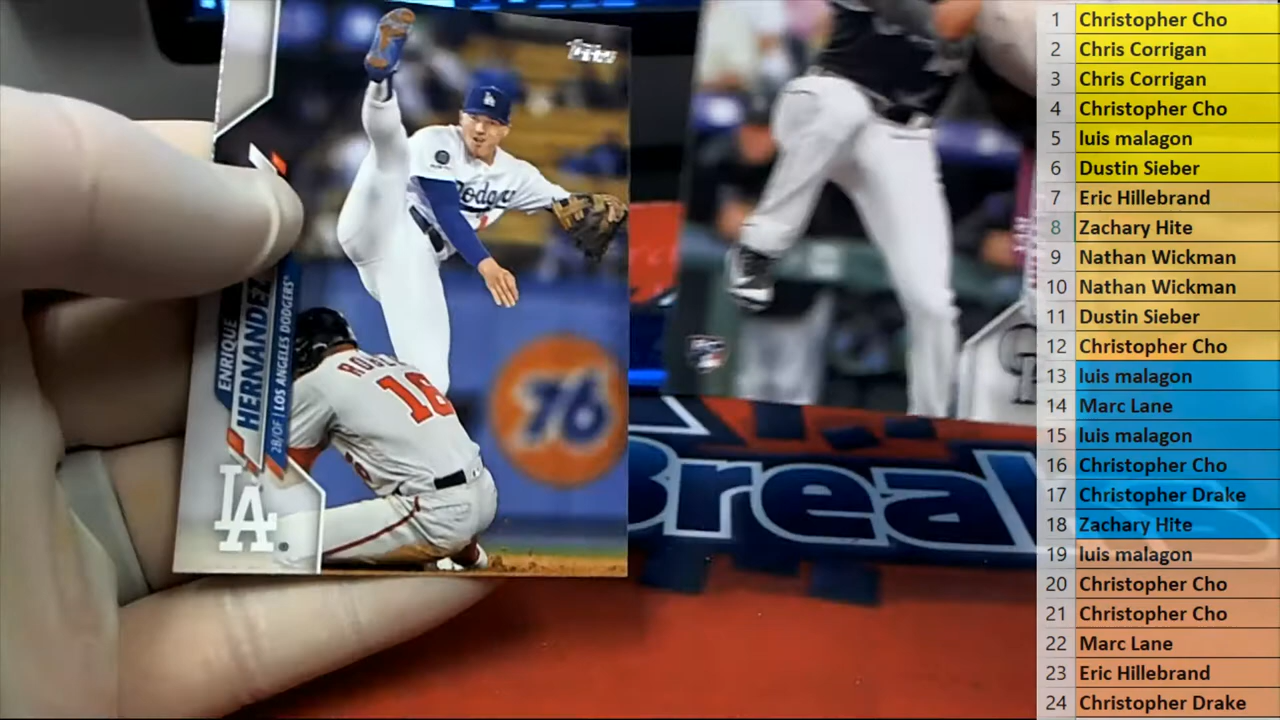 Topps
Dodgers
ENRIQUE
HERNANDEZ
2B/OF | LOS ANGELES DODGERS®
LA
16
76
Break
1 Christopher Cho
2 Chris Corrigan
3 Chris Corrigan
4 Christopher Cho
5 luis malagon
6 Dustin Sieber
7 Eric Hillebrand
8 Zachary Hite
9 Nathan Wickman
10 Nathan Wickman
11 Dustin Sieber
12 Christopher Cho
13 luis malagon
14 Marc Lane
15 luis malagon
16 Christopher Cho
17 Christopher Drake
18 Zachary Hite
19 luis malagon
20 Christopher Cho
21 Christopher Cho
22 Marc Lane
23 Eric Hillebrand
24 Christopher Drake